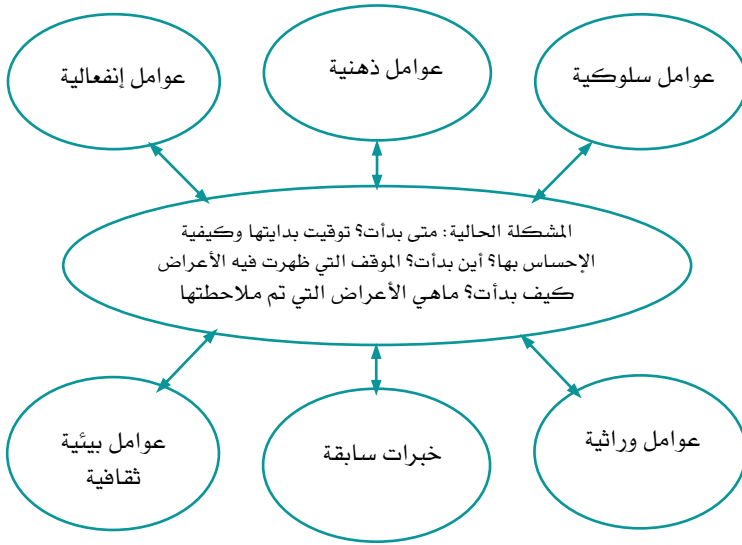 عوامل سلوكية
عوامل ذهنية
عوامل إنفعالية
المشكلة الحالية: متى بدأت؟ توقيت بدايتها وكيفية
الإحساس بها؟ أين بدأت؟ الموقف التي ظهرت فيه الأعراض
كيف بدأت؟ ماهي الأعراض التي تم ملاحطتها
عوامل وراثية
خبرات سابقة
عوامل بيئية
ثقافية